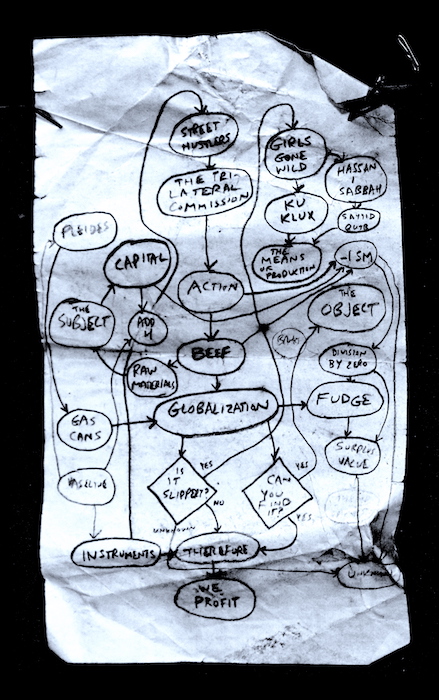 STREET
HUSTLERS
GIRLS
GONE
WILD
HASSAN
I
SABBAH
THE TRI-
LATERAL
COMMISSION
KU
KLUX
SAYYID
QUTB
PLEIDES
CAPITAL
THE
MEANS OF
PRODUCTION
-ISM
ACTION
THE
OBJECT
THE
SUBJECT
ADD
4
BEEF
DIVISION
BY ZERO
RAW
MATERIALS
GLOBALIZATION
FUDGE
GAS
CANS
SURPLUS
VALUE
IS
IT
SLIPPERY?
YES
NO
CAN
YOU
FIND
IT?
YES
YES
VASELINE
UNKNOWN
INSTRUMENTS
THEREFORE
UNKNOWN
WE
PROFIT